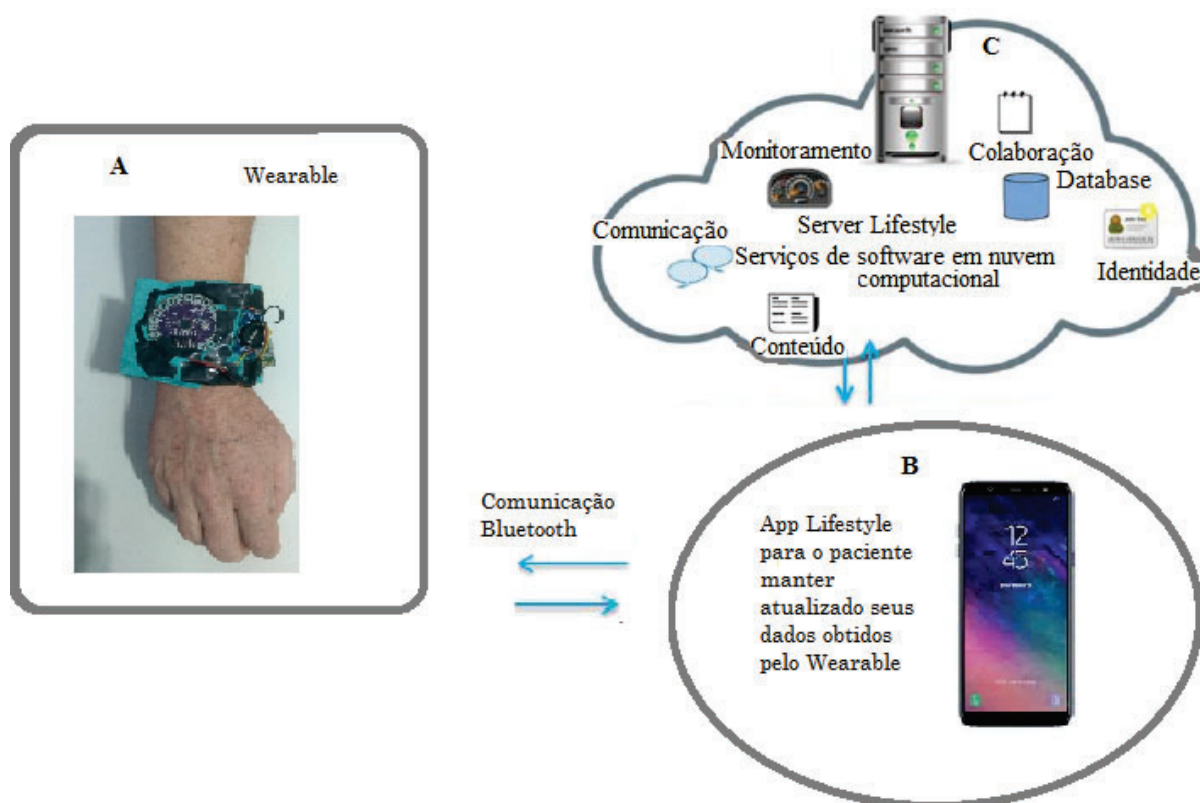 A
Wearable
C
Monitoramento
Colaboração
Database
Comunicação
Server Lifestyle
Serviços de software em nuvem
computacional
Identidade
Conteúdo
Comunicação
Bluetooth
B
App Lifestyle
para o paciente
manter
atualizado seus
dados obtidos
pelo Wearable
12
45